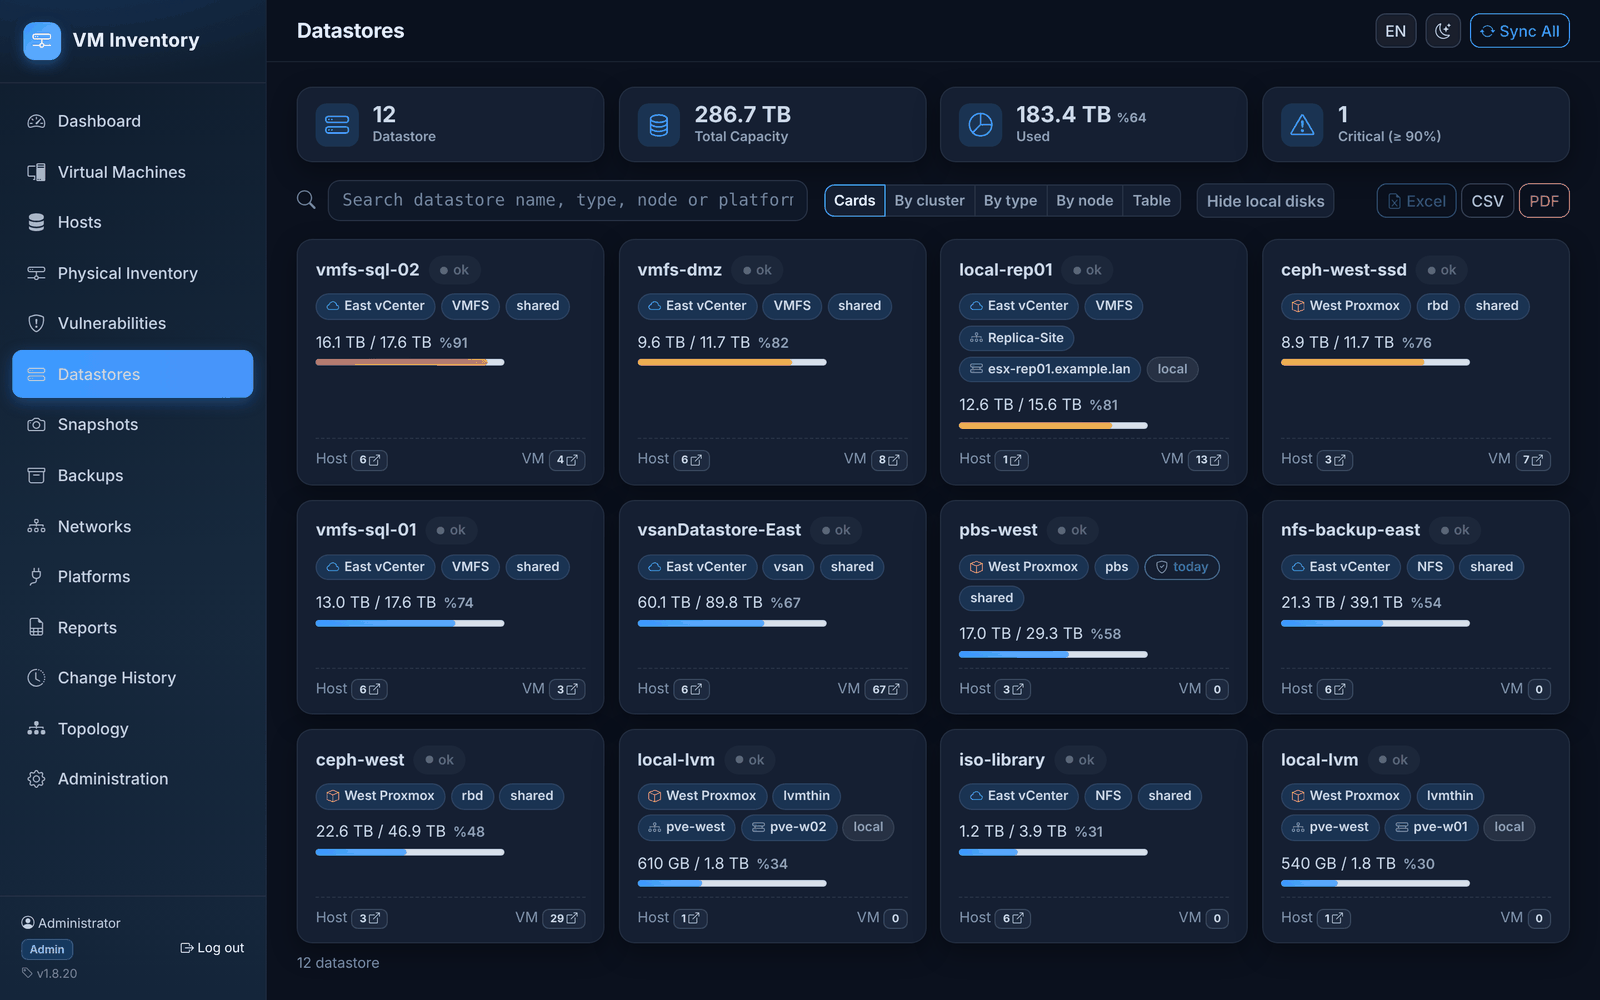 VM Inventory
Datastores
EN
Sync All
Dashboard
Virtual Machines
Hosts
Physical Inventory
Vulnerabilities
Datastores
Snapshots
Backups
Networks
Platforms
Reports
Change History
Topology
Administration
Administrator
Admin
Log out
v1.8.20
12
Datastore
286.7 TB
Total Capacity
183.4 TB %64
Used
1
Critical (≥ 90%)
Search datastore name, type, node or platforr
Cards By cluster By type By node Table
Hide local disks
Excel CSV PDF
vmfs-sql-02 ok
East vCenter VMFS shared
16.1 TB / 17.6 TB %91
Host 6 VM 4
vmfs-dmz ok
East vCenter VMFS shared
9.6 TB / 11.7 TB %82
Host 6 VM 8
local-rep01 ok
East vCenter VMFS
Replica-Site
esx-rep01.example.lan local
12.6 TB / 15.6 TB %81
Host 1 VM 13
ceph-west-ssd ok
West Proxmox rbd shared
8.9 TB / 11.7 TB %76
Host 3 VM 7
vmfs-sql-01 ok
East vCenter VMFS shared
13.0 TB / 17.6 TB %74
Host 6 VM 3
vsanDatastore-East ok
East vCenter vsan shared
60.1 TB / 89.8 TB %67
Host 6 VM 67
pbs-west ok
West Proxmox pbs today
shared
17.0 TB / 29.3 TB %58
Host 3 VM 0
nfs-backup-east ok
East vCenter NFS shared
21.3 TB / 39.1 TB %54
Host 6 VM 0
ceph-west ok
West Proxmox rbd shared
22.6 TB / 46.9 TB %48
Host 3 VM 29
local-lvm ok
West Proxmox lvmthin
pve-west pve-w02 local
610 GB / 1.8 TB %34
Host 1 VM 0
iso-library ok
East vCenter NFS shared
1.2 TB / 3.9 TB %31
Host 6 VM 0
local-lvm ok
West Proxmox lvmthin
pve-west pve-w01 local
540 GB / 1.8 TB %30
Host 1 VM 0
12 datastore